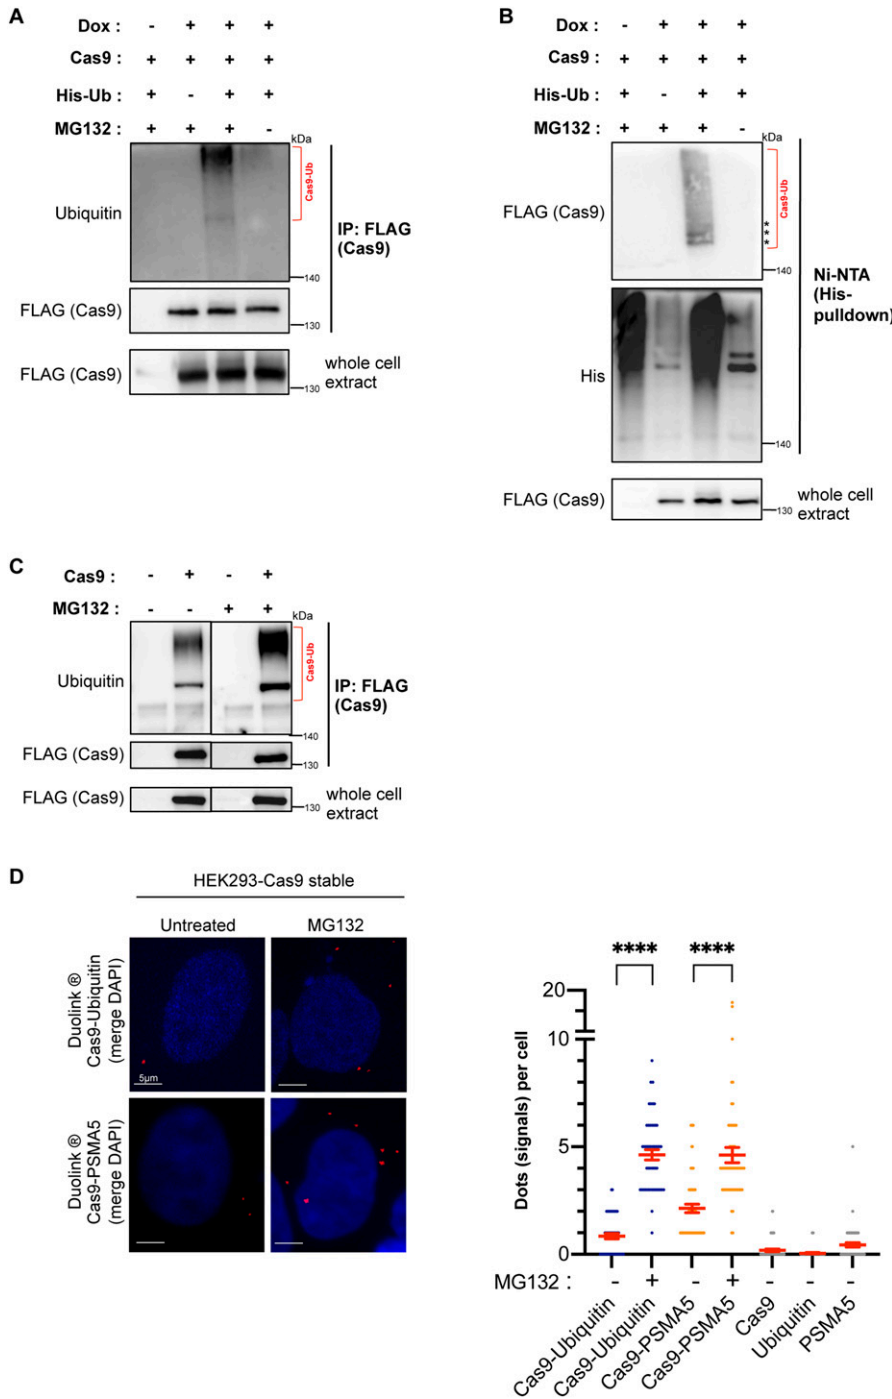 A
Dox : - + + +
Cas9 : + + + +
His-Ub : + - + +
MG132 : + + + -
kDa
Cas9-Ub
Ubiquitin
140
FLAG (Cas9)
130
IP: FLAG
(Cas9)
FLAG (Cas9)
130
whole cell
extract
B
Dox : - + + +
Cas9 : + + + +
His-Ub : + - + +
MG132 : + + + -
kDa
Cas9-Ub
FLAG (Cas9)
*
*
*
140
His
140
Ni-NTA
(His-
pulldown)
FLAG (Cas9)
130
whole cell
extract
C
Cas9 : - + - +
MG132 : - - + +
kDa
Cas9-Ub
Ubiquitin
140
FLAG (Cas9)
130
IP: FLAG
(Cas9)
FLAG (Cas9)
130
whole cell
extract
D
HEK293-Cas9 stable
Untreated MG132
Duolink ®
Cas9-Ubiquitin
(merge DAPI)
5µm
Duolink ®
Cas9-PSMA5
(merge DAPI)
**** ****
Dots (signals) per cell
20
10
5
0
MG132 : - + - + - - -
Cas9-Ubiquitin
Cas9-Ubiquitin
Cas9-PSMA5
Cas9-PSMA5
Cas9
Ubiquitin
PSMA5